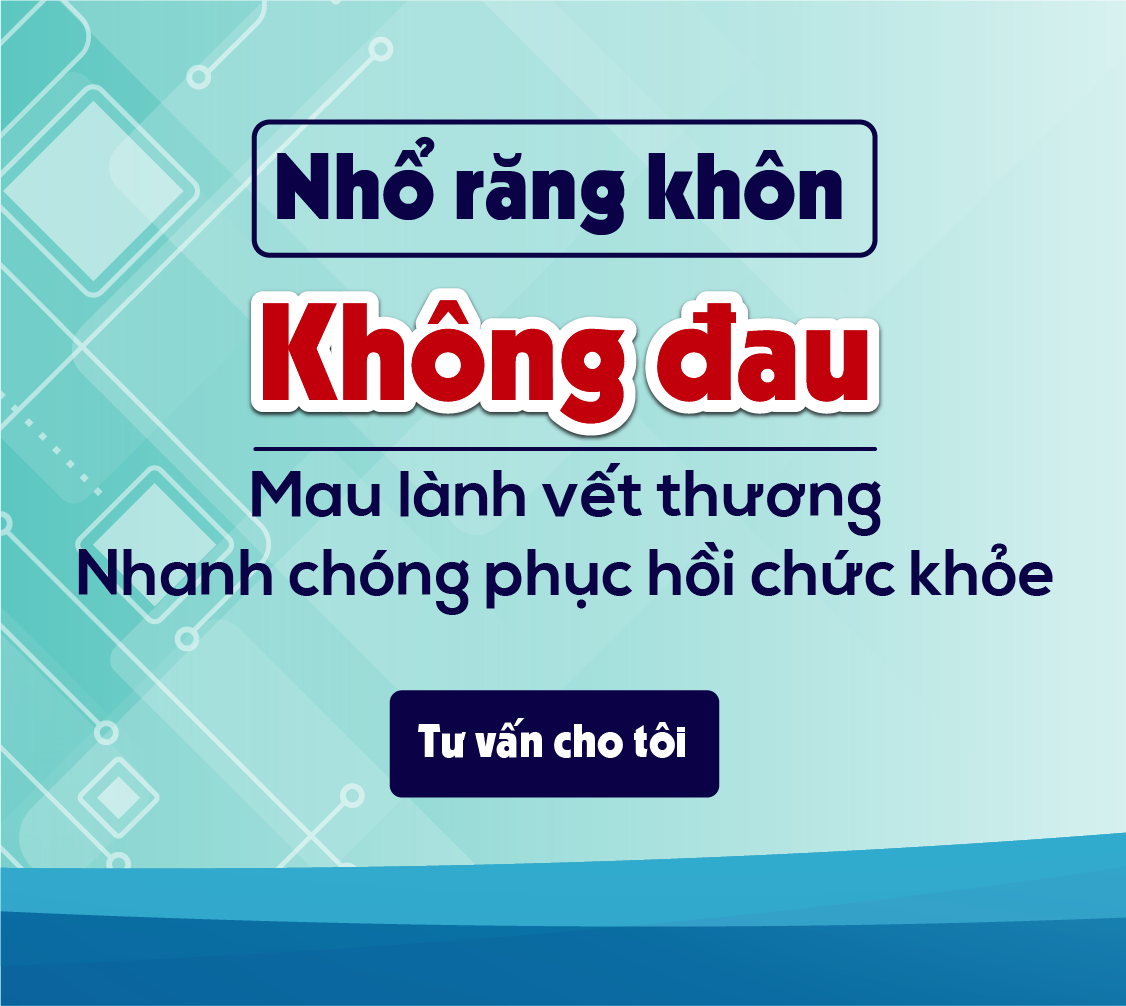 Nhổ răng khôn
Không đau
Mau lành vết thương
Nhanh chóng phục hồi chức khỏe
Tư vấn cho tôi